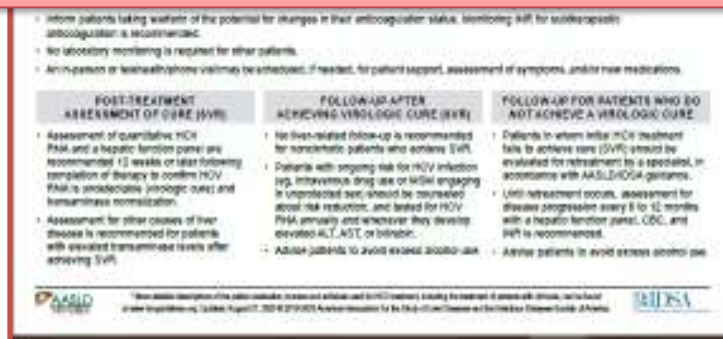 Inform patients taking warfarin of the potential for changes in their anticoagulation status. Monitoring INR for subtherapeutic
anticoagulation is recommended.
No laboratory monitoring is required for other patients.
An in-person or telehealth/phone visit may be scheduled, if needed, for patient support, assessment of symptoms, and/or new medications.
POST-TREATMENT
ASSESSMENT OF CURE (SVR)
Assessment of quantitative HCV
RNA and a hepatic function panel are
recommended 12 weeks or later following
completion of therapy to confirm HCV
RNA is undetectable (virologic cure) and
transaminase normalization.
Assessment for other causes of liver
disease is recommended for patients
with elevated transaminase levels after
achieving SVR.
FOLLOW-UP AFTER
ACHIEVING VIROLOGIC CURE (SVR)
No liver-related follow-up is recommended
for noncirrhotic patients who achieve SVR.
Patients with ongoing risk for HCV infection
(eg, intravenous drug use or MSM engaging
in unprotected sex) should be counseled
about risk reduction, and tested for HCV
RNA annually and whenever they develop
elevated ALT, AST, or bilirubin.
Advise patients to avoid excess alcohol use
FOLLOW-UP FOR PATIENTS WHO DO
NOT ACHIEVE A VIROLOGIC CURE
Patients in whom initial HCV treatment
fails to achieve cure (SVR) should be
evaluated for retreatment by a specialist, in
accordance with AASLD/IDSA guidance.
Until retreatment occurs, assessment for
disease progression every 6 to 12 months
with a hepatic function panel, CBC, and
INR is recommended.
Advise patients to avoid excess alcohol use
AASLD
IDSA